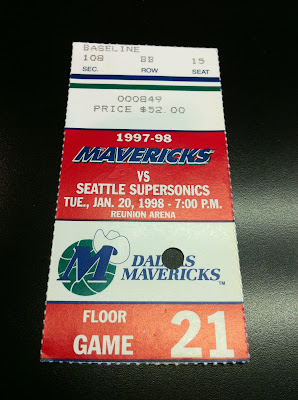 BASELINE
108 BB 15
SEC. ROW SEAT
000849
PRICE $52.00
1997-98
MAVERICKS
VS
SEATTLE SUPERSONICS
TUE., JAN. 20, 1998 - 7:00 P.M.
REUNION ARENA
M DALLAS
MAVERICKS™
FLOOR
GAME 21